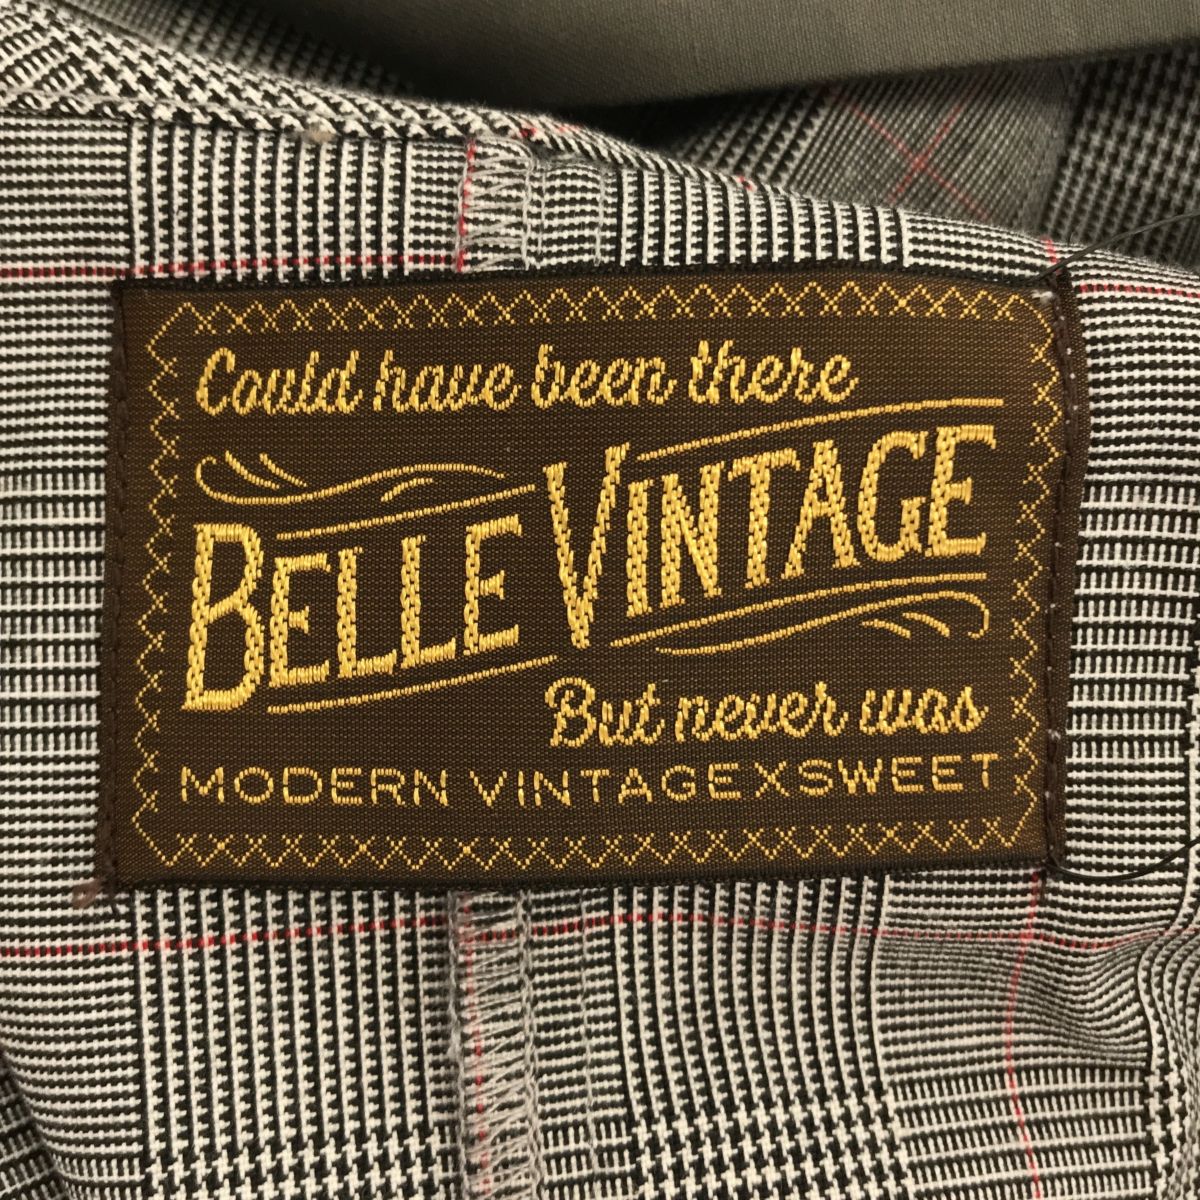 Could have been there
BELLE VINTAGE
But never was
MODERN VINTAGEXSWEET